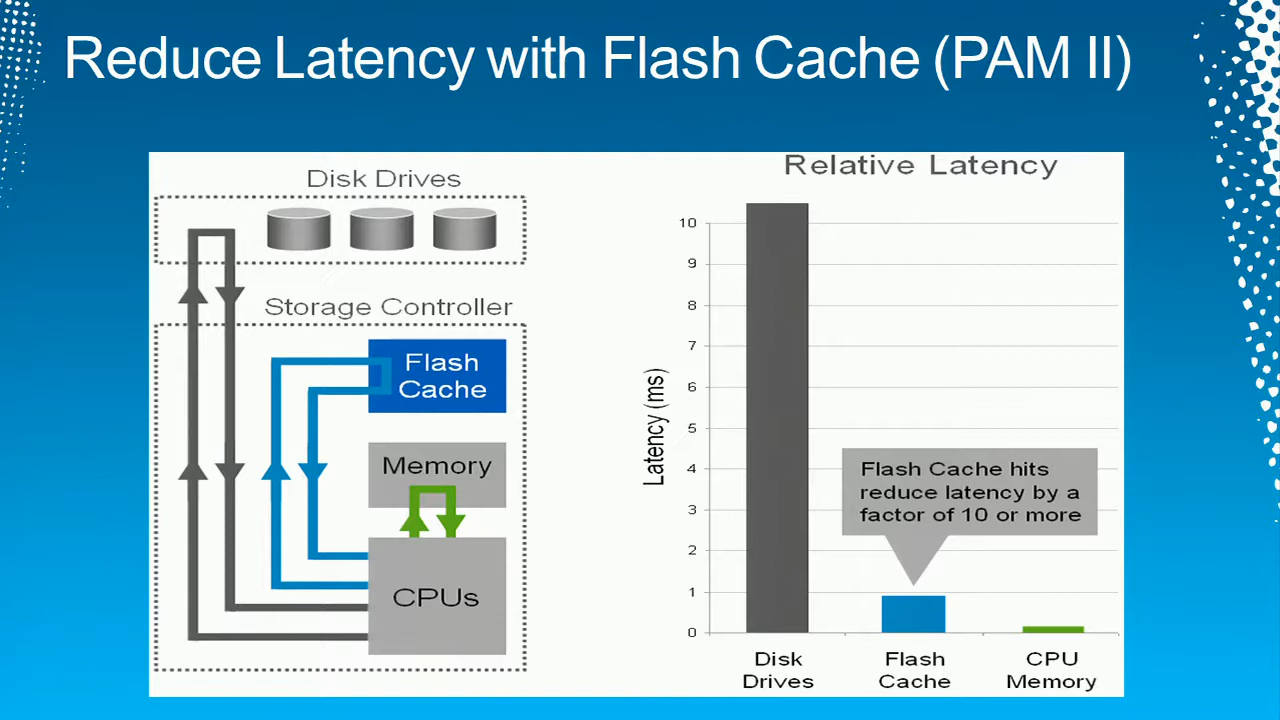 Reduce Latency with Flash Cache (PAM II)
Disk Drives
Storage Controller
Flash
Cache
Memory
CPUs
Relative Latency
Latency (ms)
10
9
8
7
6
5
4
3
2
1
0
Flash Cache hits
reduce latency by a
factor of 10 or more
Disk
Drives
Flash
Cache
CPU
Memory